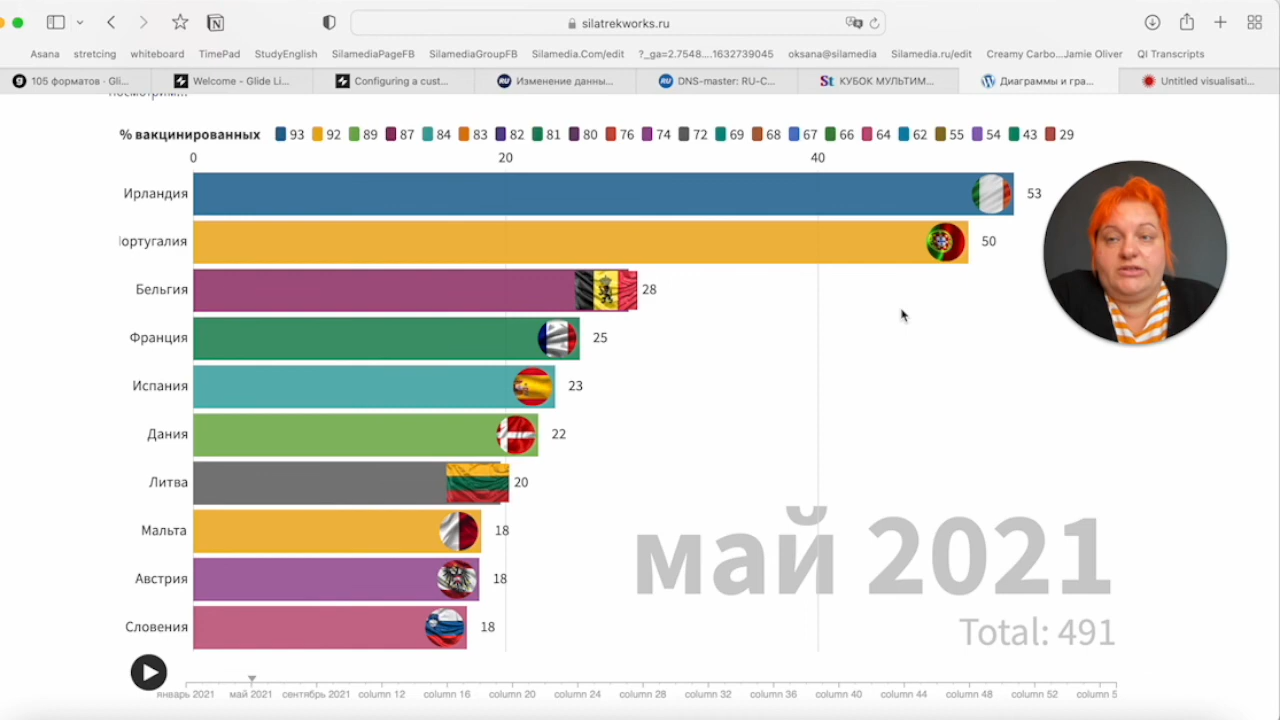 silatrekworks.ru
Asana stretcing whiteboard TimePad StudyEnglish SilamediaPageFB SilamediaGroupFB Silamedia.Com/edit ?_ga=2.7548....1632739045 oksana@silamedia Silamedia.ru/edit Creamy Carbo...Jamie Oliver QI Transcripts
105 форматов · Gli... Welcome - Glide Li... Configuring a cust... Изменение данны... DNS-master: RU-C... КУБОК МУЛЬТИМ... Диаграммы и гра... Untitled visualisati...
% вакцинированных 93 92 89 87 84 83 82 81 80 76 74 72 69 68 67 66 64 62 55 54 43 29
0 20 40
Ирландия 53
Португалия 50
Бельгия 28
Франция 25
Испания 23
Дания 22
Литва 20
Мальта 18
Австрия 18
Словения 18
май 2021
Total: 491
январь 2021 май 2021 сентябрь 2021 column 12 column 16 column 20 column 24 column 28 column 32 column 36 column 40 column 44 column 48 column 52 column 5